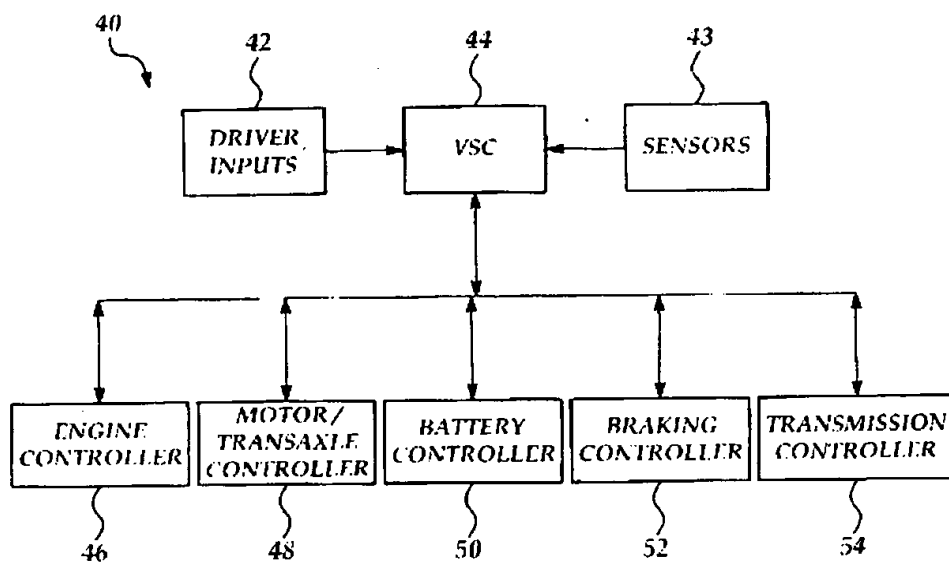 40
42
44
43
DRIVER
INPUTS
VSC
SENSORS
ENGINE
CONTROLLER
MOTOR/
TRANSAXLE
CONTROLLER
BATTERY
CONTROLLER
BRAKING
CONTROLLER
TRANSMISSION
CONTROLLER
46
48
50
52
54